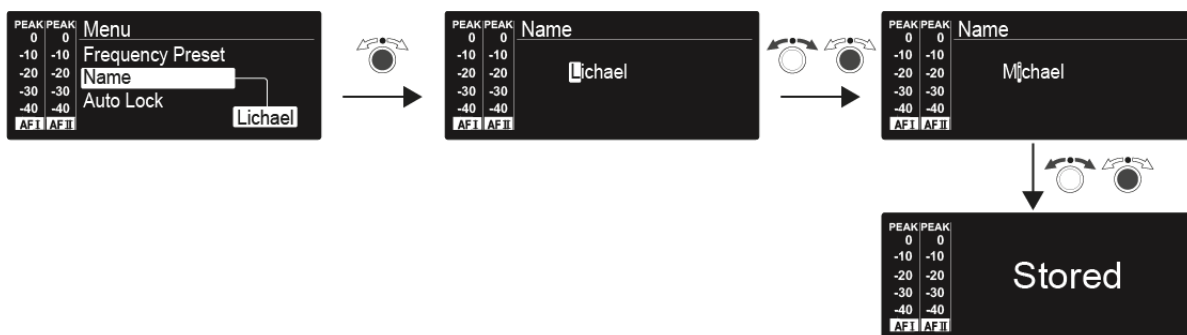 PEAK PEAK Menu
0 0
-10 -10 Frequency Preset
-20 -20 Name
-30 -30 Auto Lock
-40 -40 Lichael
AF I AF II
PEAK PEAK Name
0 0
-10 -10
-20 -20 Lichael
-30 -30
-40 -40
AF I AF II
PEAK PEAK Name
0 0
-10 -10
-20 -20 Michael
-30 -30
-40 -40
AF I AF II
PEAK PEAK
0 0
-10 -10
-20 -20 Stored
-30 -30
-40 -40
AF I AF II